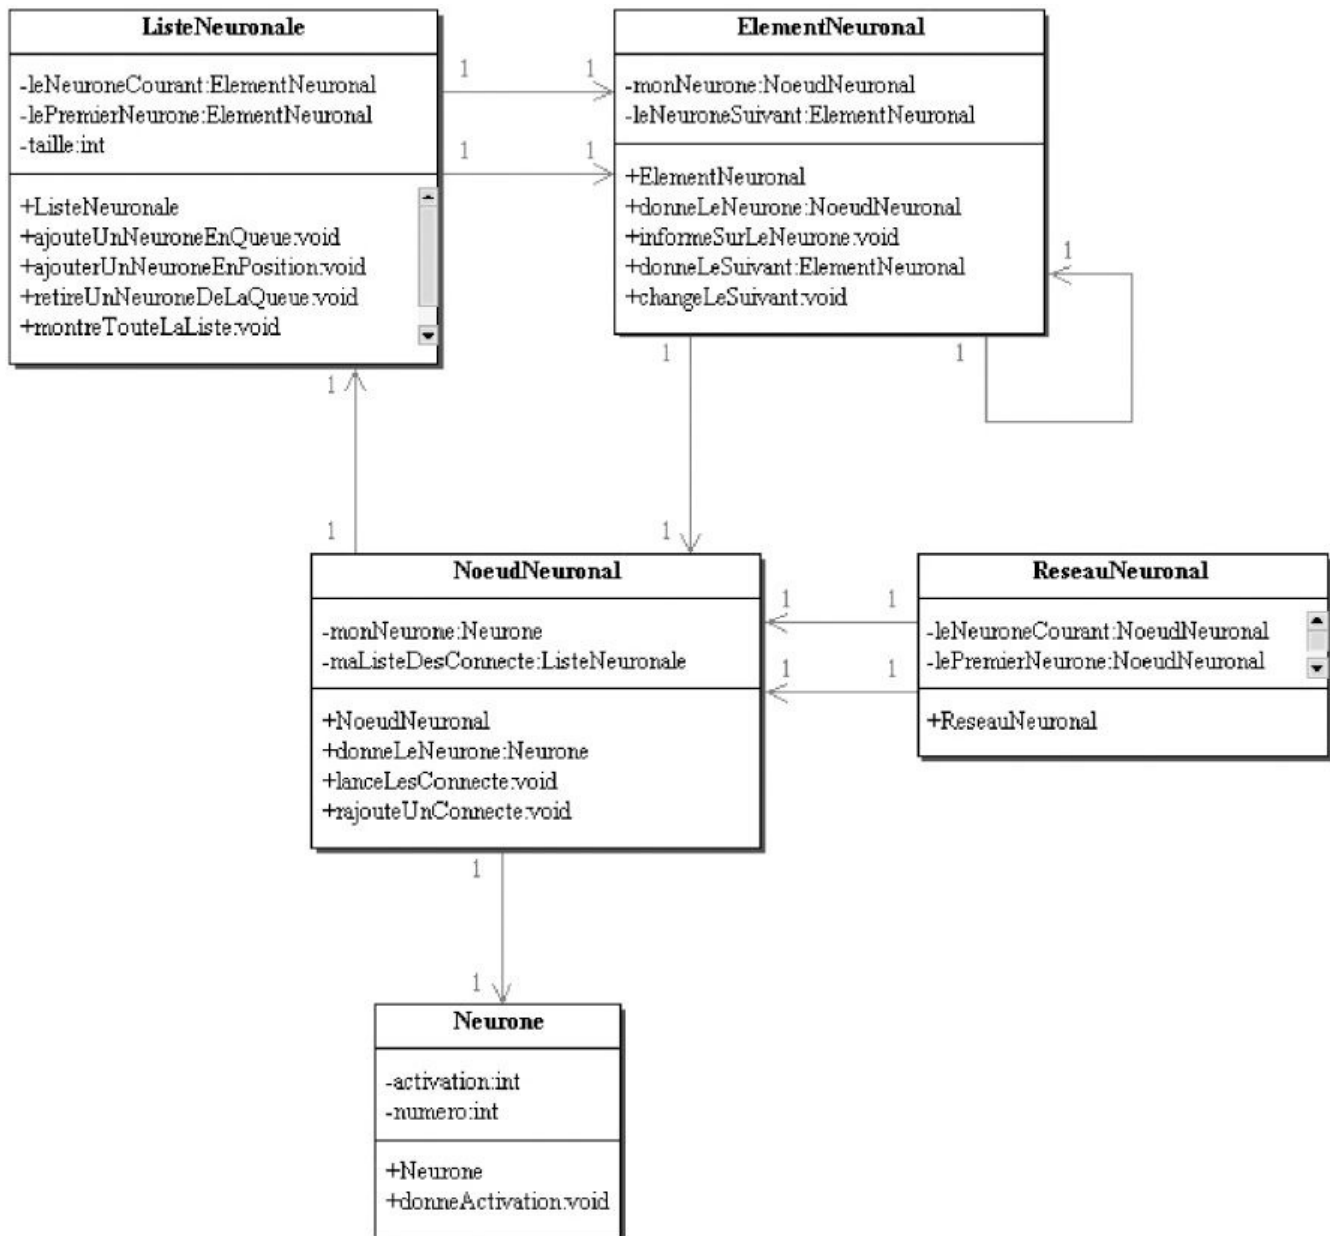 ListeNeuronale
-leNeuroneCourant:ElementNeuronal
-lePremierNeurone:ElementNeuronal
-taille:int
+ListeNeuronale
+ajouteUnNeuroneEnQueue:void
+ajouterUnNeuroneEnPosition:void
+retireUnNeuroneDeLaQueue:void
+montreTouteLaListe:void
1 1
1 1
ElementNeuronal
-monNeurone:NoeudNeuronal
-leNeuroneSuivant:ElementNeuronal
+ElementNeuronal
+donneLeNeurone:NoeudNeuronal
+informeSurLeNeurone:void
+donneLeSuivant:ElementNeuronal
+changeLeSuivant:void
1
1
1
1
1
1
NoeudNeuronal
-monNeurone:Neurone
-maListeDesConnecte:ListeNeuronale
+NoeudNeuronal
+donneLeNeurone:Neurone
+lanceLesConnecte:void
+rajouteUnConnecte:void
1 1
1 1
ReseauNeuronal
-leNeuroneCourant:NoeudNeuronal
-lePremierNeurone:NoeudNeuronal
+ReseauNeuronal
1
1
Neurone
-activation:int
-numero:int
+Neurone
+donneActivation:void